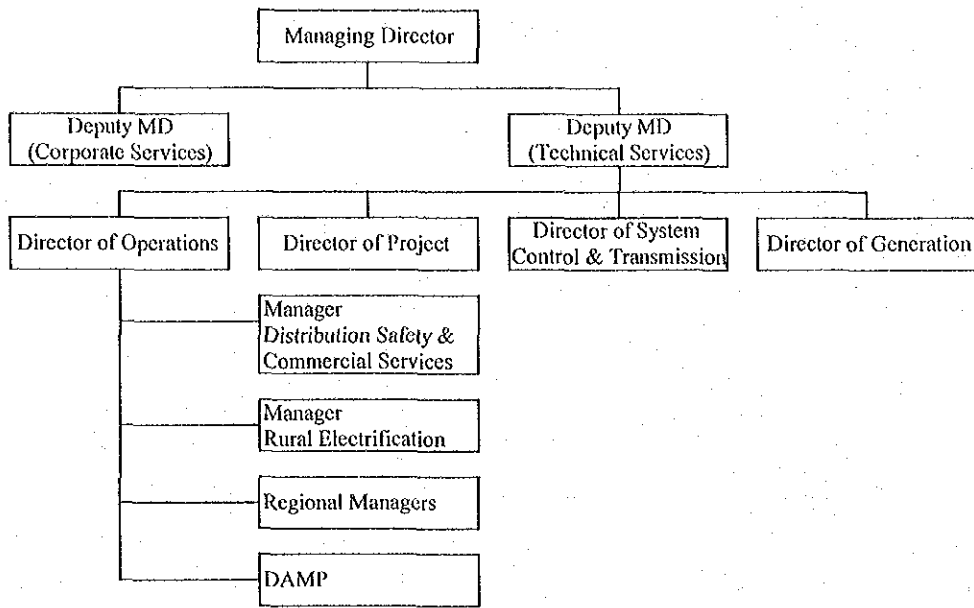 Managing Director
Deputy MD
(Corporate Services)
Deputy MD
(Technical Services)
Director of Operations
Director of Project
Director of System
Control & Transmission
Director of Generation
Manager
Distribution Safety &
Commercial Services
Manager
Rural Electrification
Regional Managers
DAMP